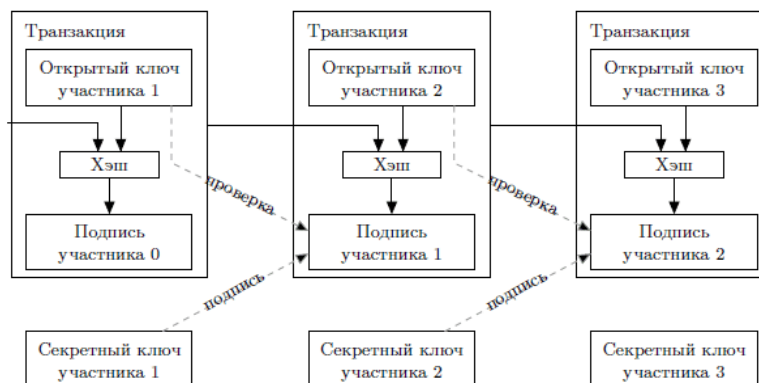 Транзакция
Транзакция
Транзакция
Открытый ключ
участника 1
Открытый ключ
участника 2
Открытый ключ
участника 3
Хэш
Хэш
Хэш
проверка
проверка
Подпись
участника 0
Подпись
участника 1
Подпись
участника 2
подпись
подпись
Секретный ключ
участника 1
Секретный ключ
участника 2
Секретный ключ
участника 3